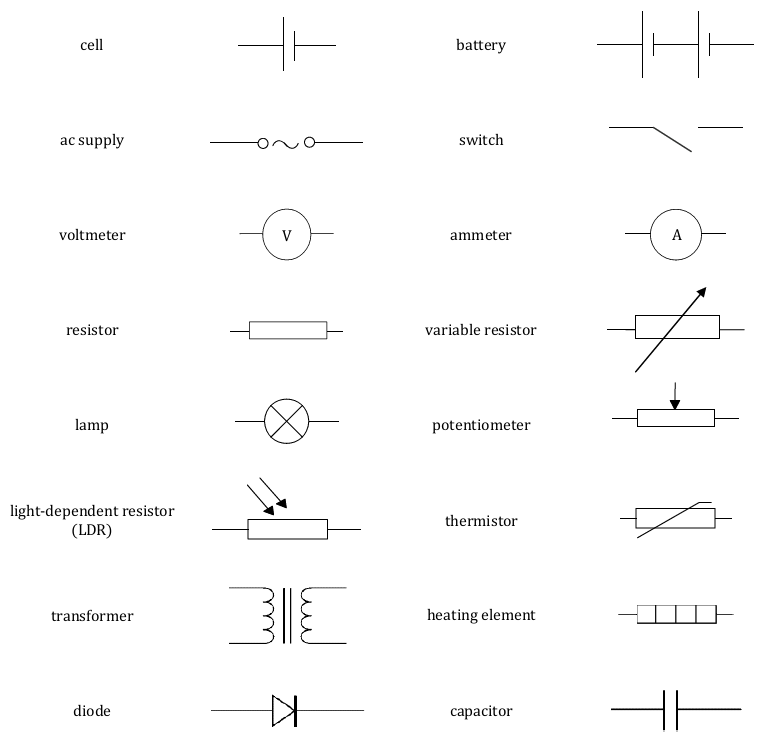 cell
battery
ac supply
switch
voltmeter
V
ammeter
A
resistor
variable resistor
lamp
potentiometer
light-dependent resistor
(LDR)
thermistor
transformer
heating element
diode
capacitor